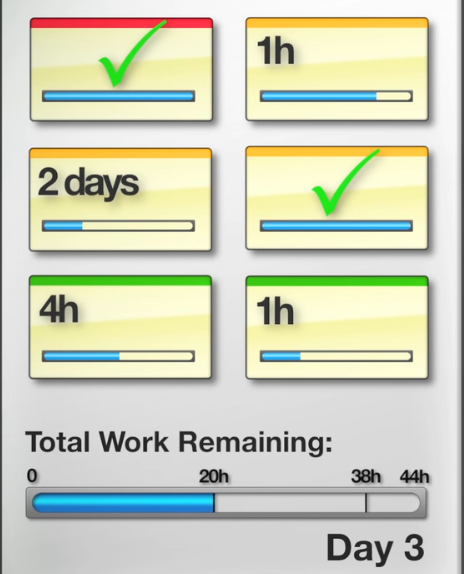 1h
2 days
4h
1h
Total Work Remaining:
0 20h 38h 44h
Day 3